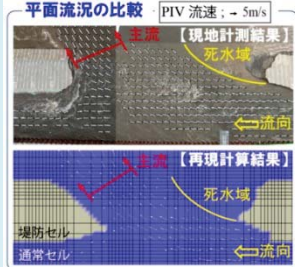 平面流況の比較
PIV 流速 ; → 5m/s
主流
【現地計測結果】
死水域
⇦流向
主流
【再現計算結果】
死水域
堤防セル
通常セル
⇦流向